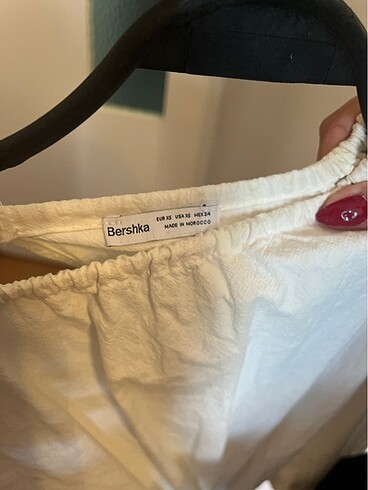 Bershka
EUR XS USA XS MEX 24
MADE IN MOROCCO